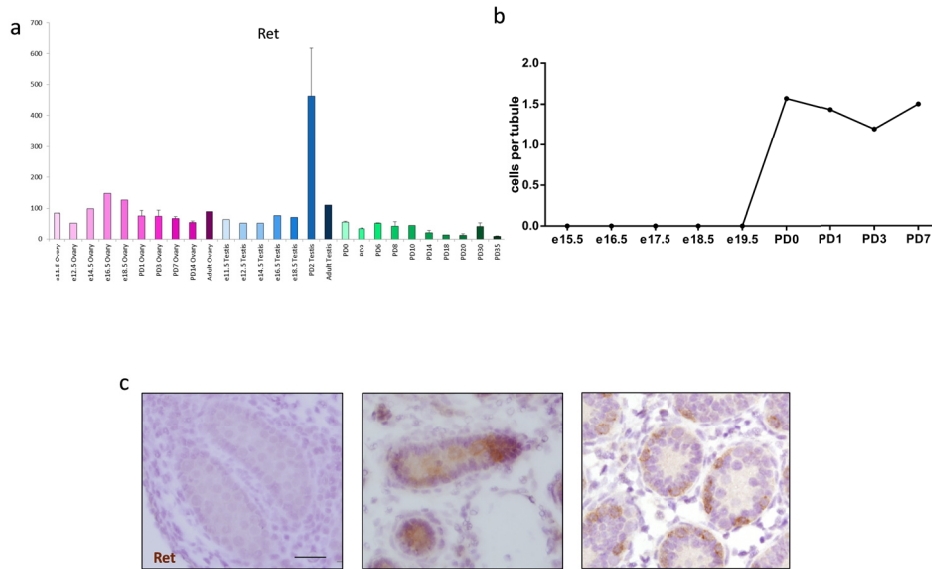 a
Ret
700
600
500
400
300
200
100
0
e12.5 Ovary
e14.5 Ovary
e16.5 Ovary
e18.5 Ovary
PD1 Ovary
PD3 Ovary
PD7 Ovary
PD14 Ovary
Adult Ovary
e11.5 Testis
e12.5 Testis
e14.5 Testis
e16.5 Testis
e18.5 Testis
PD2 Testis
Adult Testis
PD0
PD6
PD8
PD10
PD14
PD18
PD20
PD30
PD35
b
cells per tubule
2.0
1.5
1.0
0.5
0.0
e15.5 e16.5 e17.5 e18.5 e19.5 PD0 PD1 PD3 PD7
c
Ret